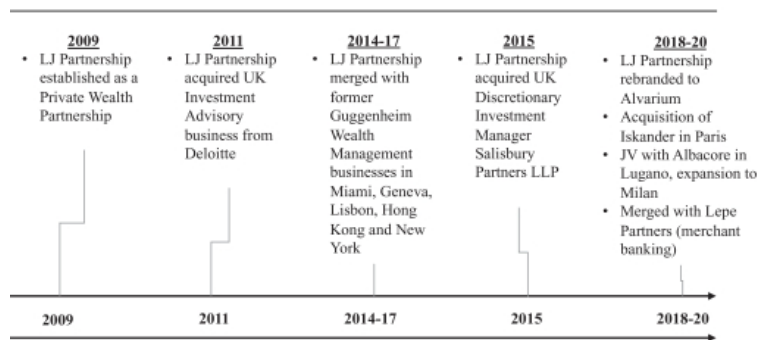 2009
• LJ Partnership
established as a
Private Wealth
Partnership
2011
• LJ Partnership
acquired UK
Investment
Advisory
business from
Deloitte
2014-17
• LJ Partnership
merged with
former
Guggenheim
Wealth
Management
businesses in
Miami, Geneva,
Lisbon, Hong
Kong and New
York
2015
• LJ Partnership
acquired UK
Discretionary
Investment
Manager
Salisbury
Partners LLP
2018-20
• LJ Partnership
rebranded to
Alvarium
• Acquisition of
Iskander in Paris
• JV with Albacore in
Lugano, expansion to
Milan
• Merged with Lepe
Partners (merchant
banking)
2009
2011
2014-17
2015
2018-20